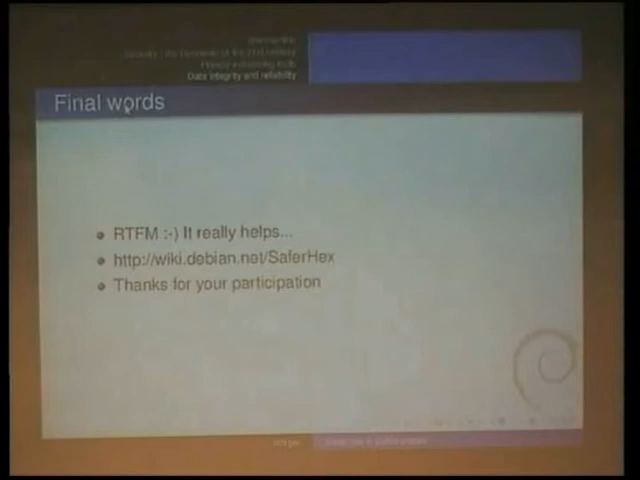 Data integrity and reliability
Final words
RTFM :-) It really helps...
http://wiki.debian.net/SaferHex
Thanks for your participation